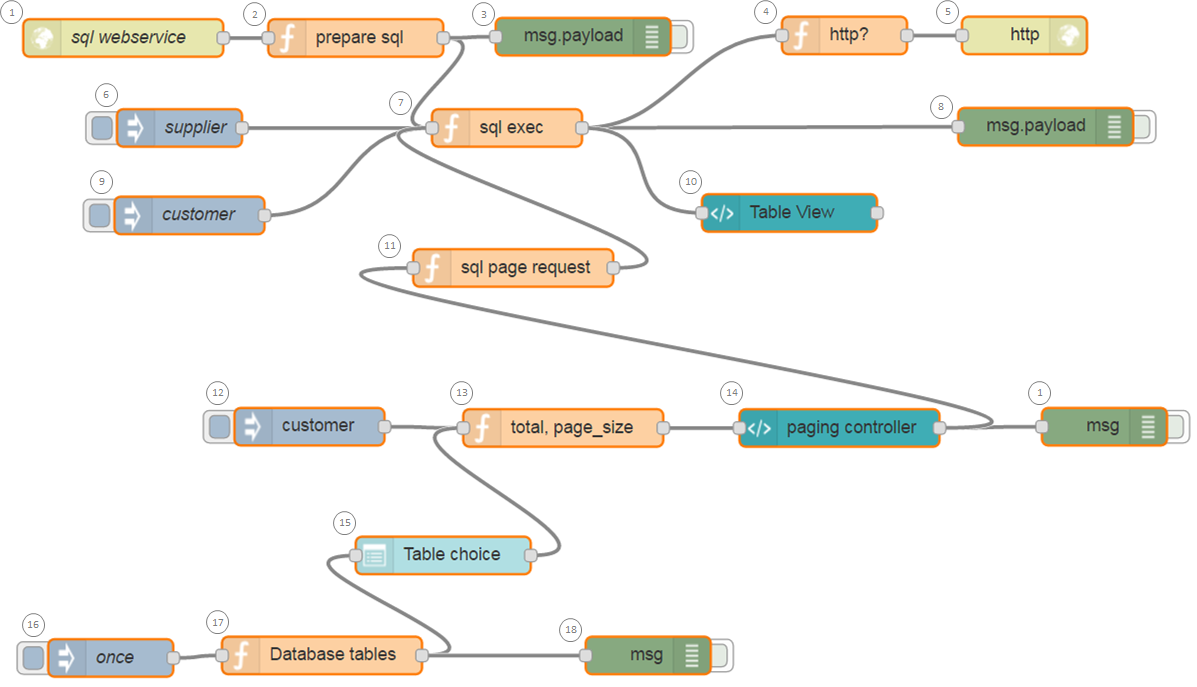 1
sql webservice
2
prepare sql
3
msg.payload
4
http?
5
http
6
supplier
7
sql exec
8
msg.payload
9
customer
10
</> Table View
11
sql page request
12
customer
13
total, page_size
14
</> paging controller
1
msg
15
Table choice
16
once
17
Database tables
18
msg